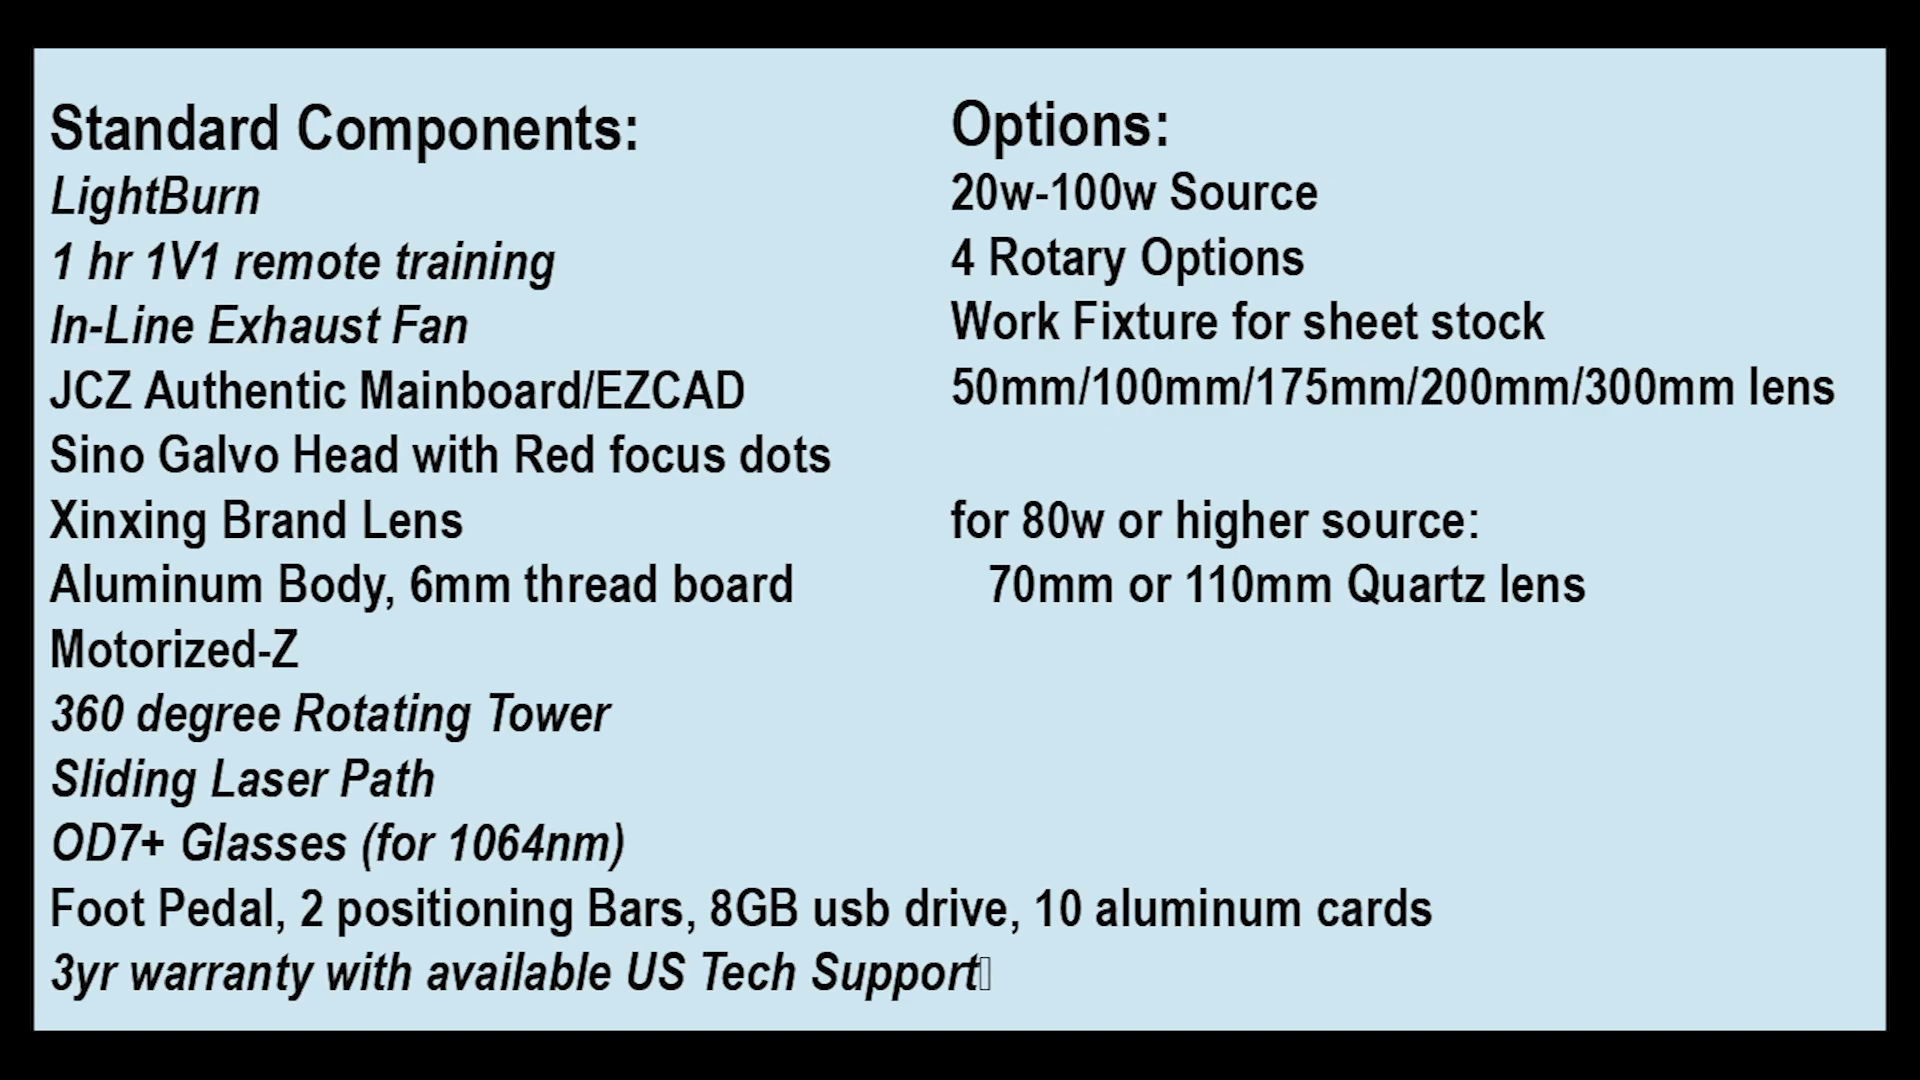 Standard Components:
LightBurn
1 hr 1V1 remote training
In-Line Exhaust Fan
JCZ Authentic Mainboard/EZCAD
Sino Galvo Head with Red focus dots
Xinxing Brand Lens
Aluminum Body, 6mm thread board
Motorized-Z
360 degree Rotating Tower
Sliding Laser Path
OD7+ Glasses (for 1064nm)
Foot Pedal, 2 positioning Bars, 8GB usb drive, 10 aluminum cards
3yr warranty with available US Tech Support
Options:
20w-100w Source
4 Rotary Options
Work Fixture for sheet stock
50mm/100mm/175mm/200mm/300mm lens
for 80w or higher source:
70mm or 110mm Quartz lens